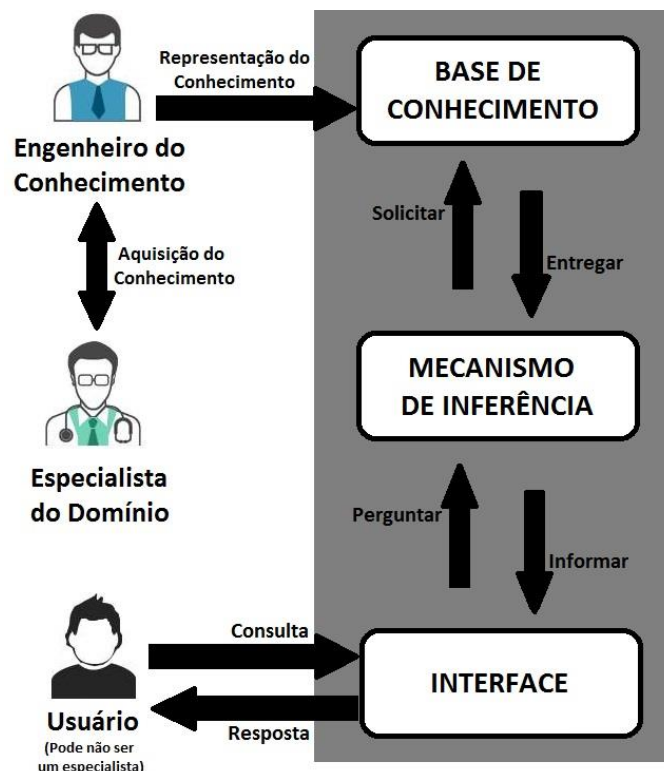 Representação do
Conhecimento
BASE DE
CONHECIMENTO
Engenheiro do
Conhecimento
Solicitar
Entregar
Aquisição do
Conhecimento
MECANISMO
DE INFERÊNCIA
Especialista
do Domínio
Perguntar
Informar
Consulta
INTERFACE
Resposta
Usuário
(Pode não ser
um especialista)